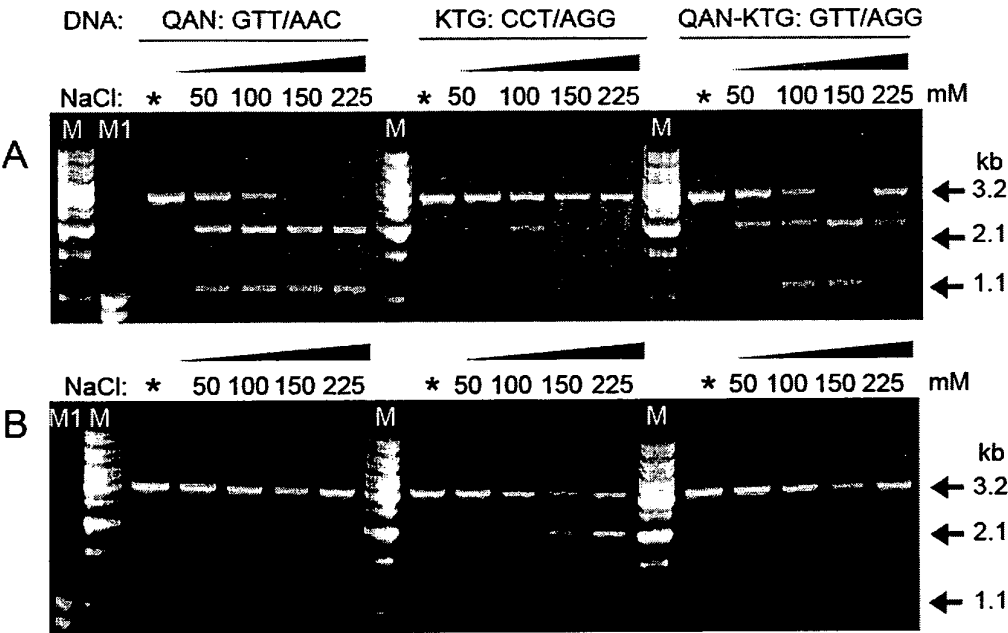 DNA: QAN: GTT/AAC KTG: CCT/AGG QAN-KTG: GTT/AGG
NaCl: * 50 100 150 225 * 50 100 150 225 * 50 100 150 225 mM
A
M M1 M M
kb
3.2
2.1
1.1
NaCl: * 50 100 150 225 * 50 100 150 225 * 50 100 150 225 mM
B
M1 M M M
kb
3.2
2.1
1.1